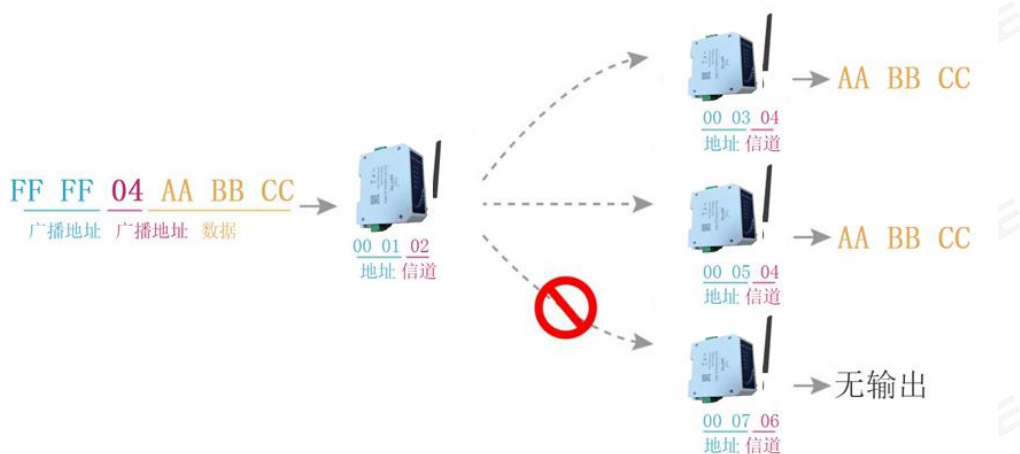 FF FF 04 AA BB CC
广播地址 广播地址 数据
00 01 02
地址 信道
00 03 04
地址 信道
AA BB CC
00 05 04
地址 信道
AA BB CC
00 07 06
地址 信道
无输出